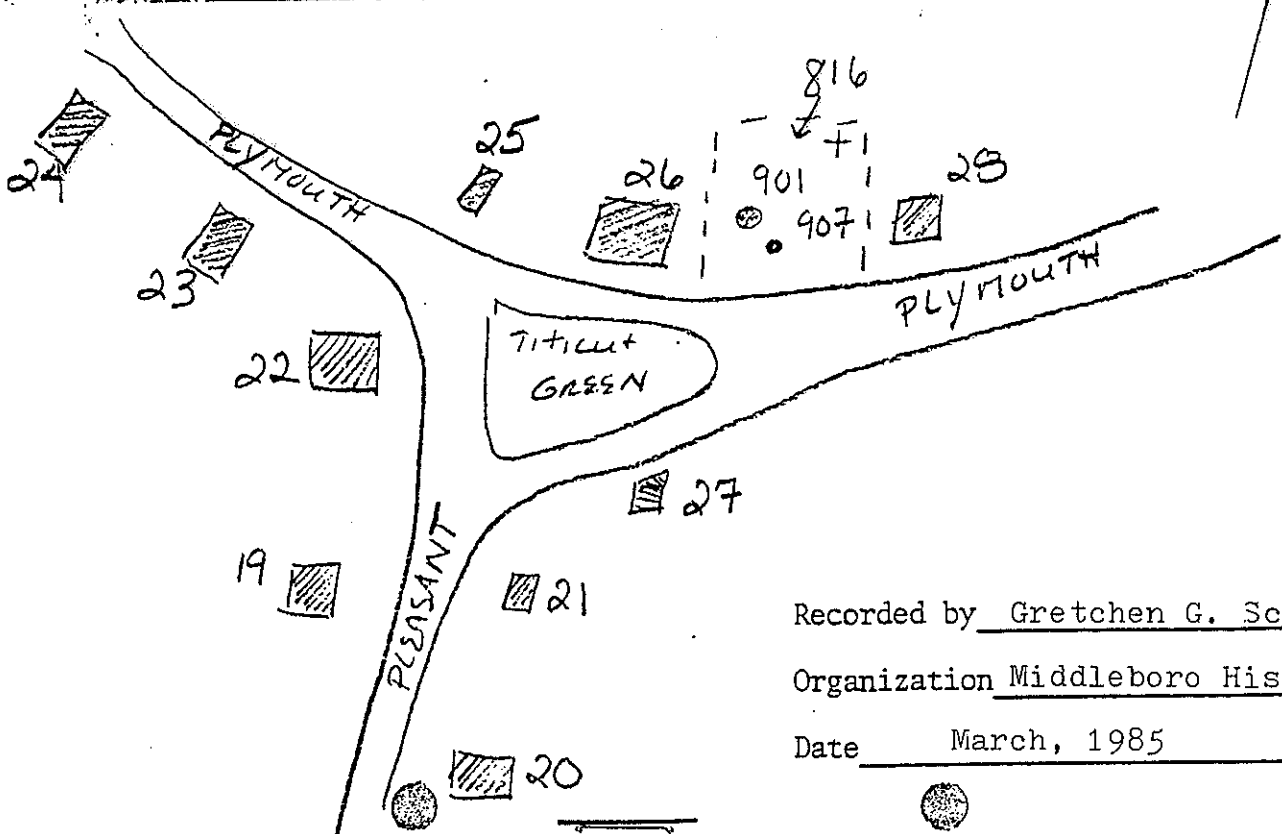 816
25
PLYMOUTH
26
901
28
24
907
23
PLYMOUTH
22
TITICUT
GREEN
27
19
21
PLEASANT
Recorded by Gretchen G. Sc
Organization Middleboro His
Date March, 1985
20